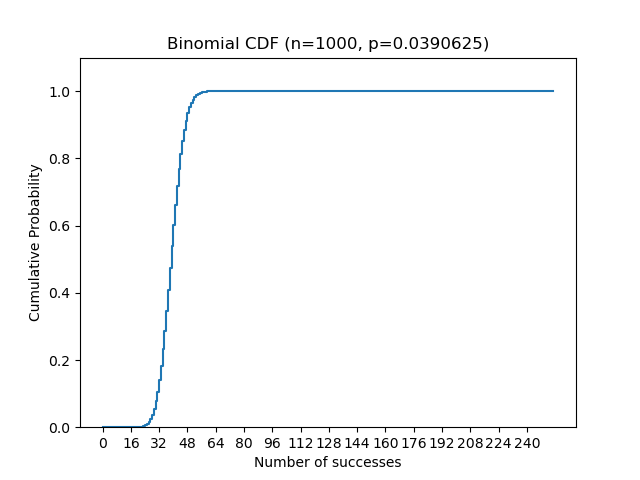 Binomial CDF (n=1000, p=0.0390625)
1.0
0.8
0.6
0.4
0.2
0.0
Cumulative Probability
0 16 32 48 64 80 96 112 128 144 160 176 192 208 224 240
Number of successes